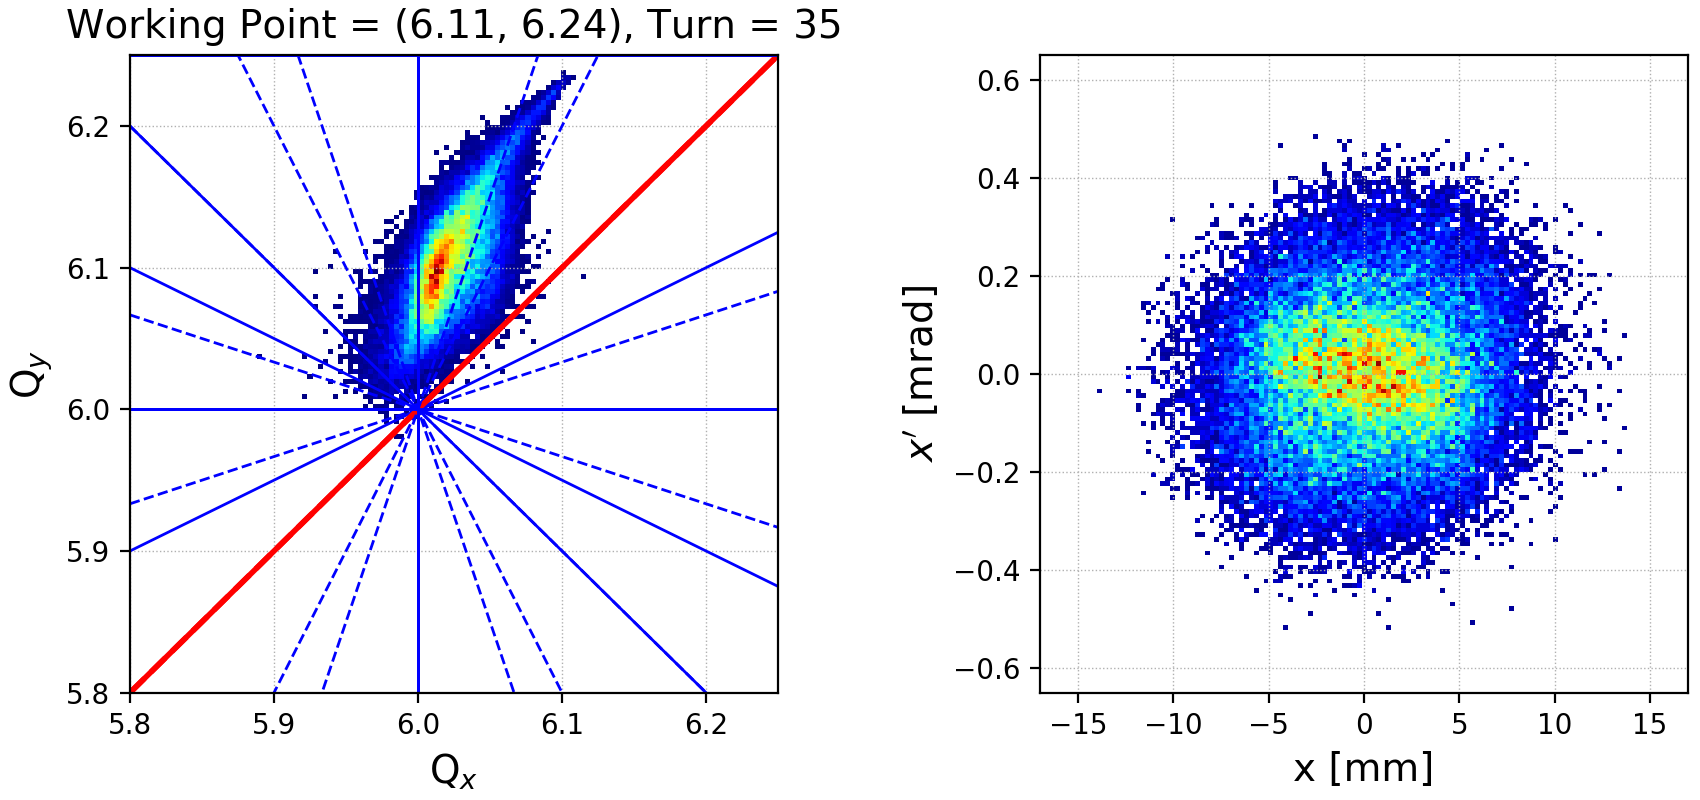 Working Point = (6.11, 6.24), Turn = 35
6.2
6.1
6.0
5.9
5.8
Q_y
5.8 5.9 6.0 6.1 6.2
Q_x
0.6
0.4
0.2
0.0
−0.2
−0.4
−0.6
x′ [mrad]
−15 −10 −5 0 5 10 15
x [mm]